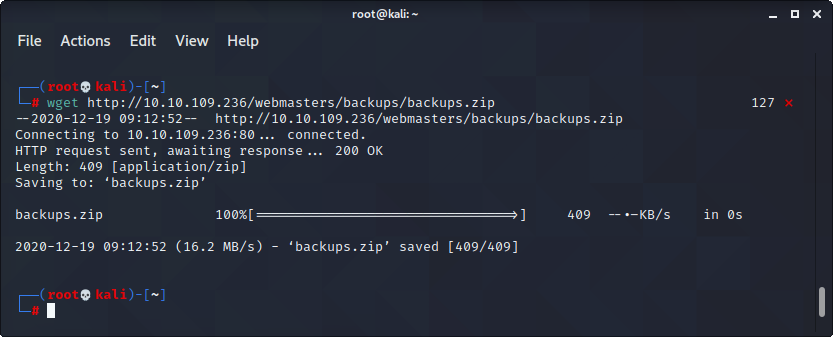 root@kali: ~
File Actions Edit View Help
┌──(root💀kali)-[~]
└─# wget http://10.10.109.236/webmasters/backups/backups.zip 127 ⨯
--2020-12-19 09:12:52-- http://10.10.109.236/webmasters/backups/backups.zip
Connecting to 10.10.109.236:80... connected.
HTTP request sent, awaiting response... 200 OK
Length: 409 [application/zip]
Saving to: ‘backups.zip’
backups.zip 100%[===================================>] 409 --.-KB/s in 0s
2020-12-19 09:12:52 (16.2 MB/s) - ‘backups.zip’ saved [409/409]
┌──(root💀kali)-[~]
└─#